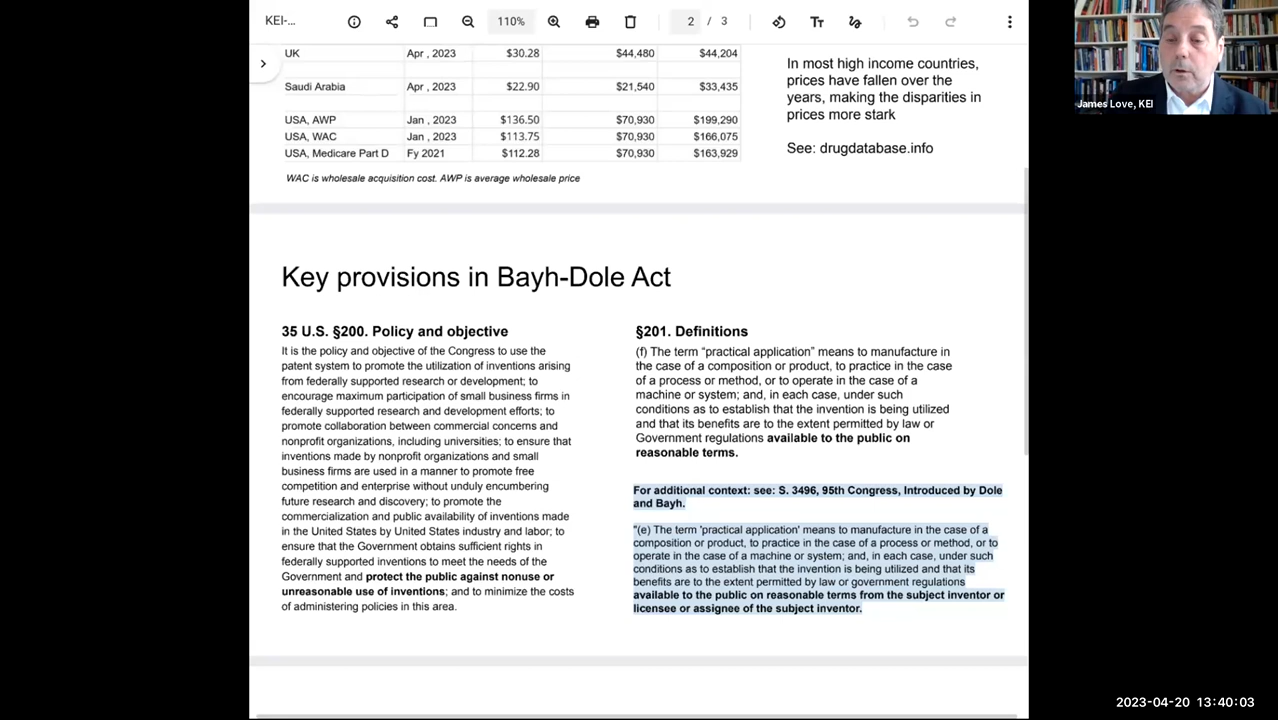 KEI-...
110%
2 / 3
UK Apr , 2023 $30.28 $44,480 $44,204
Saudi Arabia Apr , 2023 $22.90 $21,540 $33,435
USA, AWP Jan , 2023 $136.50 $70,930 $199,290
USA, WAC Jan , 2023 $113.75 $70,930 $166,075
USA, Medicare Part D Fy 2021 $112.28 $70,930 $163,929
WAC is wholesale acquisition cost. AWP is average wholesale price
In most high income countries,
prices have fallen over the
years, making the disparities in
prices more stark
See: drugdatabase.info
James Love, KEI
Key provisions in Bayh-Dole Act
35 U.S. §200. Policy and objective
It is the policy and objective of the Congress to use the
patent system to promote the utilization of inventions arising
from federally supported research or development; to
encourage maximum participation of small business firms in
federally supported research and development efforts; to
promote collaboration between commercial concerns and
nonprofit organizations, including universities; to ensure that
inventions made by nonprofit organizations and small
business firms are used in a manner to promote free
competition and enterprise without unduly encumbering
future research and discovery; to promote the
commercialization and public availability of inventions made
in the United States by United States industry and labor; to
ensure that the Government obtains sufficient rights in
federally supported inventions to meet the needs of the
Government and protect the public against nonuse or
unreasonable use of inventions; and to minimize the costs
of administering policies in this area.
§201. Definitions
(f) The term “practical application” means to manufacture in
the case of a composition or product, to practice in the case
of a process or method, or to operate in the case of a
machine or system; and, in each case, under such
conditions as to establish that the invention is being utilized
and that its benefits are to the extent permitted by law or
Government regulations available to the public on
reasonable terms.
For additional context: see: S. 3496, 95th Congress, Introduced by Dole
and Bayh.
"(e) The term 'practical application' means to manufacture in the case of a
composition or product, to practice in the case of a process or method, or to
operate in the case of a machine or system; and, in each case, under such
conditions as to establish that the invention is being utilized and that its
benefits are to the extent permitted by law or government regulations
available to the public on reasonable terms from the subject inventor or
licensee or assignee of the subject inventor.
2023-04-20 13:40:03